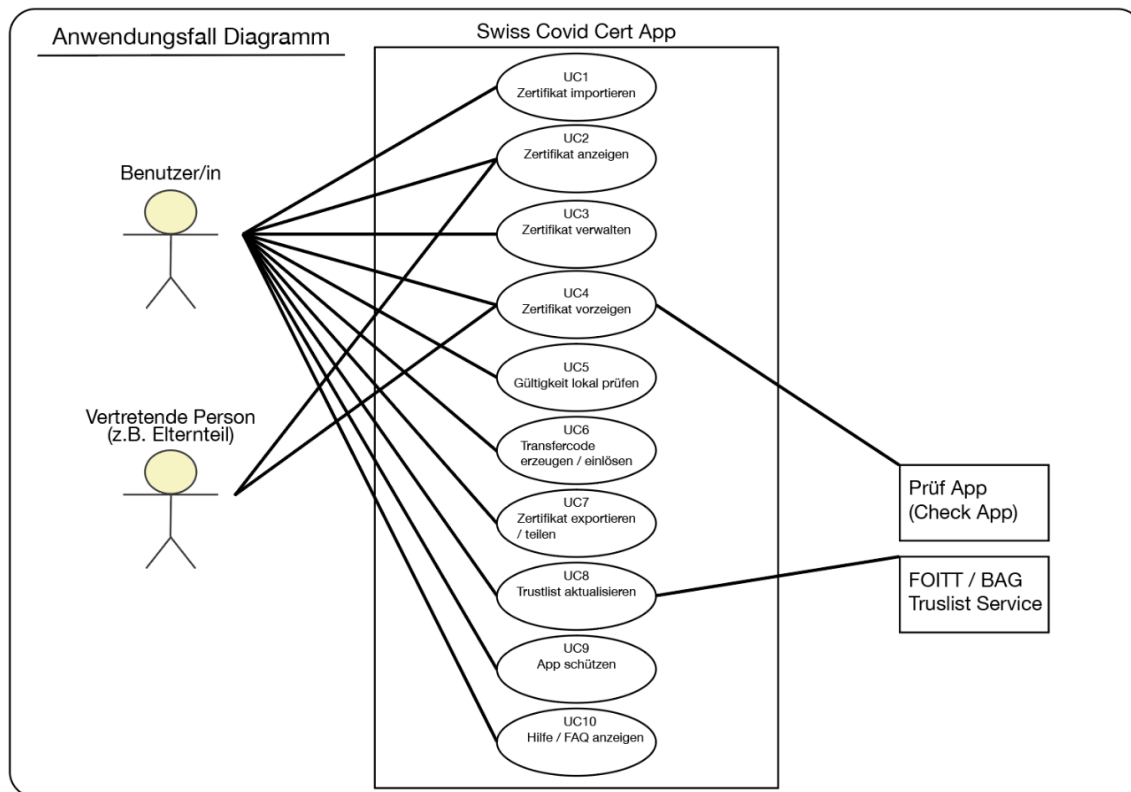 Anwendungsfall Diagramm
Swiss Covid Cert App
UC1
Zertifikat importieren
UC2
Zertifikat anzeigen
Benutzer/in
UC3
Zertifikat verwalten
UC4
Zertifikat vorzeigen
UC5
Gültigkeit lokal prüfen
Vertretende Person
(z.B. Elternteil)
UC6
Transfercode
erzeugen / einlösen
Prüf App
(Check App)
UC7
Zertifikat exportieren
/ teilen
UC8
Trustlist aktualisieren
FOITT / BAG
Truslist Service
UC9
App schützen
UC10
Hilfe / FAQ anzeigen